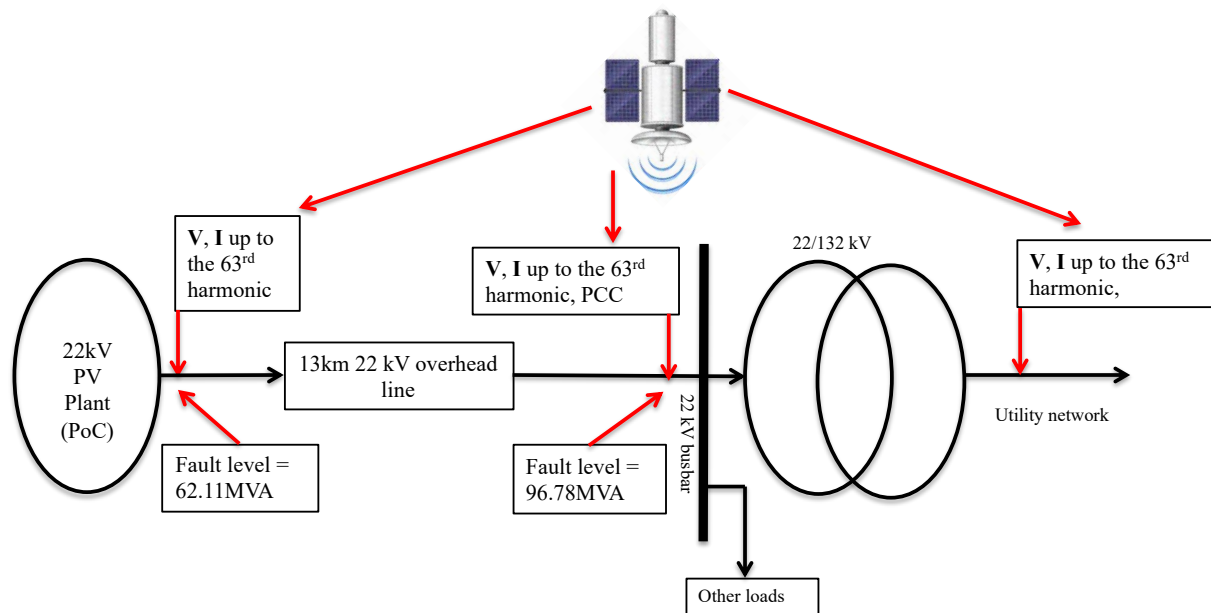 V, I up to
the 63rd
harmonic
V, I up to the 63rd
harmonic, PCC
22/132 kV
V, I up to the 63rd
harmonic,
22kV
PV
Plant
(PoC)
13km 22 kV overhead
line
22 kV busbar
Utility network
Fault level =
62.11MVA
Fault level =
96.78MVA
Other loads